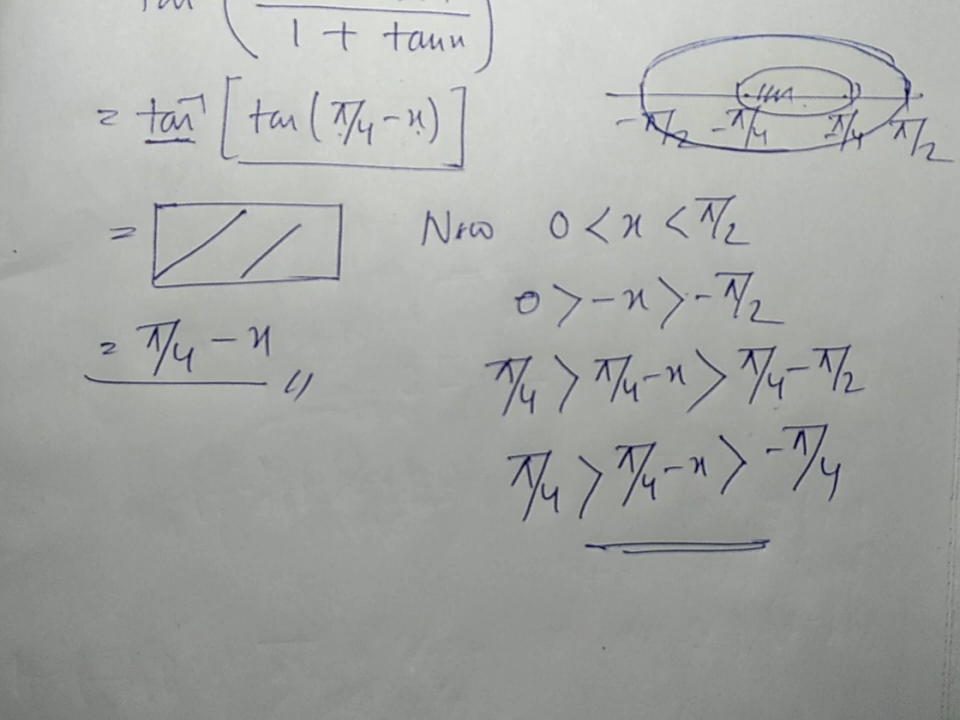 1 + tan x
= tan⁻¹ [ tan (π/4 - x) ]
-π/2 -π/4 π/4 π/2
= Now 0 < x < π/2
0 > -x > -π/2
= π/4 - x
π/4 > π/4 - x > π/4 - π/2
π/4 > π/4 - x > -π/4